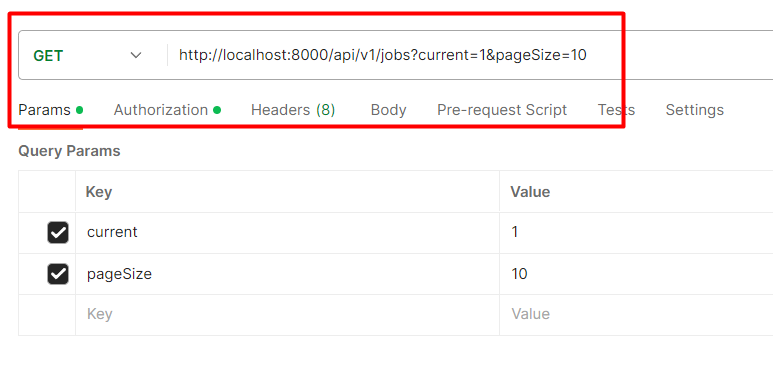 GET http://localhost:8000/api/v1/jobs?current=1&pageSize=10
Params Authorization Headers (8) Body Pre-request Script Tests Settings
Query Params
Key Value
current 1
pageSize 10
Key Value